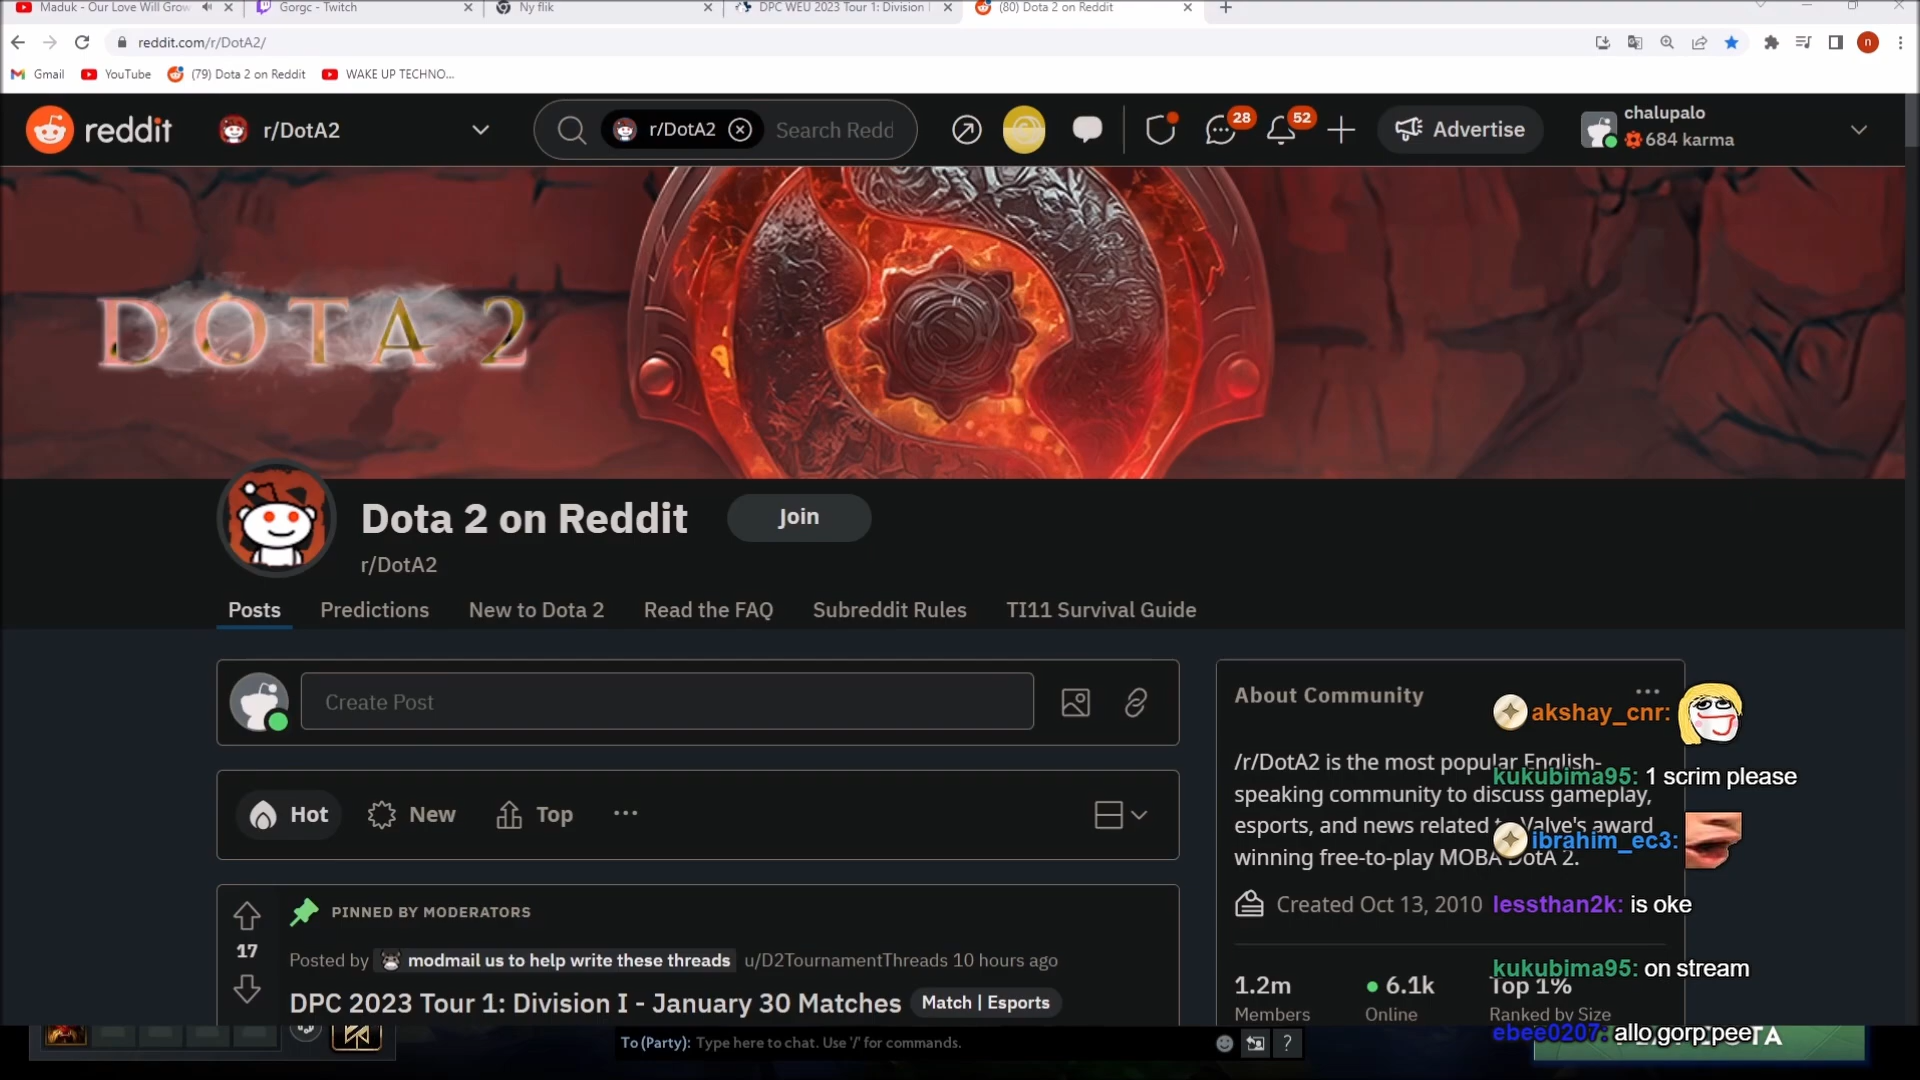 Maduk - Our Love Will Grow
Gorgc - Twitch
Ny flik
DPC WEU 2023 Tour 1: Division I
(80) Dota 2 on Reddit
reddit.com/r/DotA2/
n
Gmail
YouTube
(79) Dota 2 on Reddit
WAKE UP TECHNO...
reddit
r/DotA2
r/DotA2
Search Redd
28
52
Advertise
chalupalo
684 karma
DOTA 2
Dota 2 on Reddit
Join
r/DotA2
Posts
Predictions
New to Dota 2
Read the FAQ
Subreddit Rules
TI11 Survival Guide
Create Post
Hot
New
Top
...
17
PINNED BY MODERATORS
Posted by modmail us to help write these threads u/D2TournamentThreads 10 hours ago
DPC 2023 Tour 1: Division I - January 30 Matches
Match | Esports
About Community
/r/DotA2 is the most popular English-
speaking community to discuss gameplay,
esports, and news related to Valve's award
winning free-to-play MOBA DotA 2.
Created Oct 13, 2010
1.2m
Members
6.1k
Online
Top 1%
Ranked by Size
akshay_cnr:
kukubima95: 1 scrim please
ibrahim_ec3:
lessthan2k: is oke
kukubima95: on stream
ebee0207: allo gorp pee
To (Party): Type here to chat. Use '/' for commands.
?